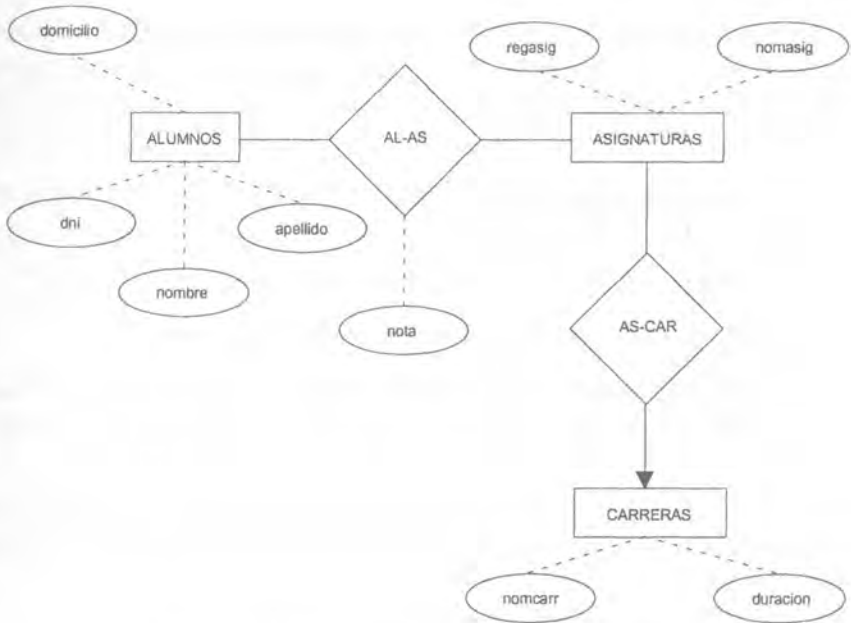 domicilio
regasig
nomasig
ALUMNOS
AL-AS
ASIGNATURAS
dni
apellido
nombre
nota
AS-CAR
CARRERAS
nomcarr
duracion